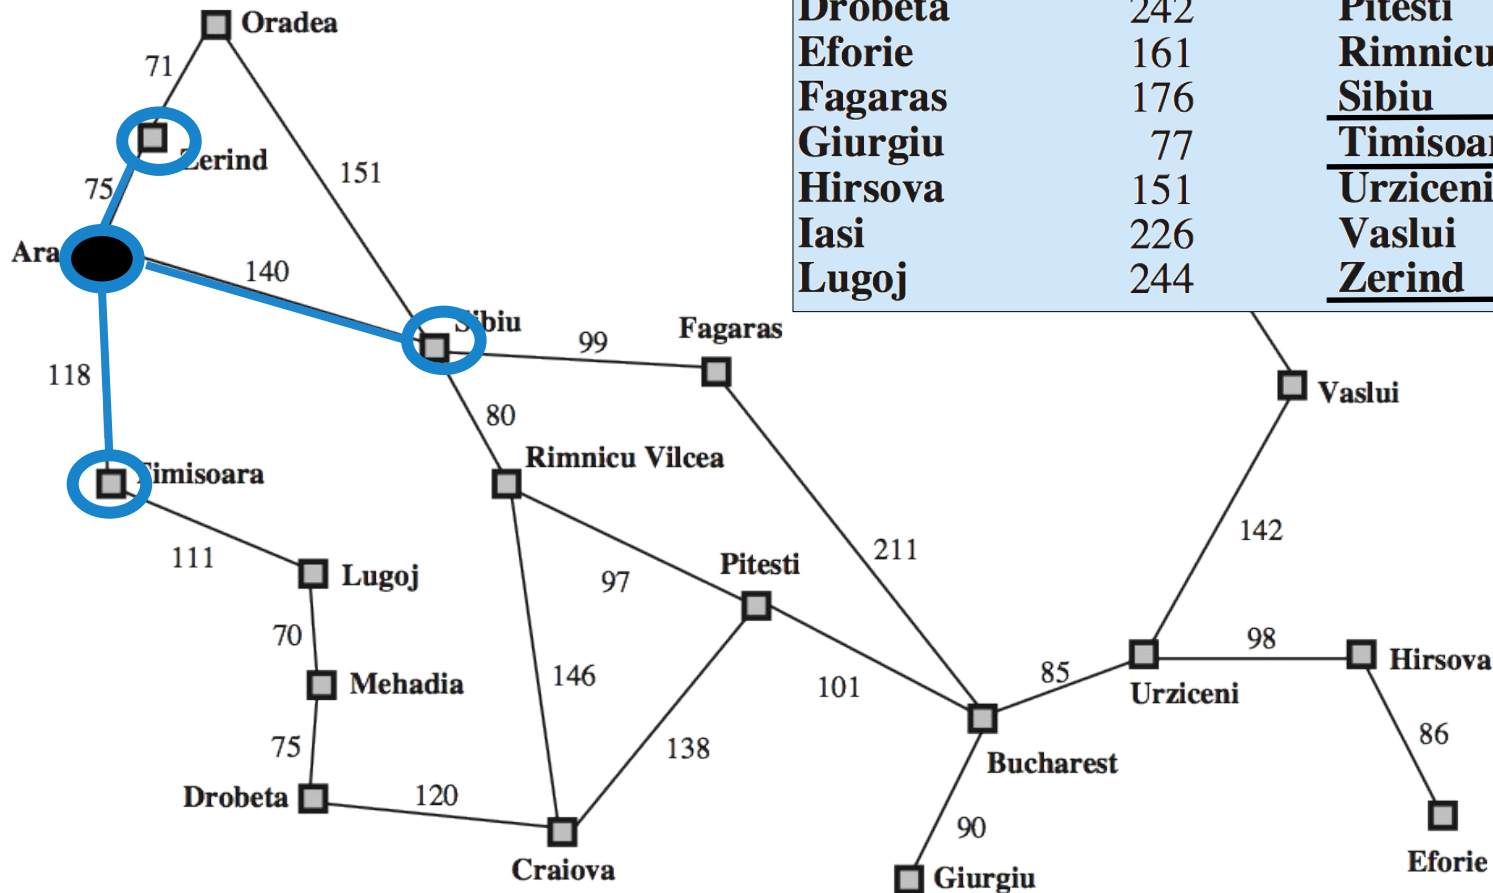 Drobeta 242 Pitesti
Eforie 161 Rimnicu
Fagaras 176 Sibiu
Giurgiu 77
Hirsova 151 Urziceni
Iasi 226 Vaslui
Lugoj 244 Zerind
Oradea
71
Zerind
151
75
140
Sibiu
99
Fagaras
118
80
Vaslui
Timisoara
Rimnicu Vilcea
142
111
211
Pitesti
Lugoj
97
70
98
Hirsova
146
85
Mehadia
101
Urziceni
86
75
138
Bucharest
Drobeta
120
90
Craiova
Eforie
Giurgiu